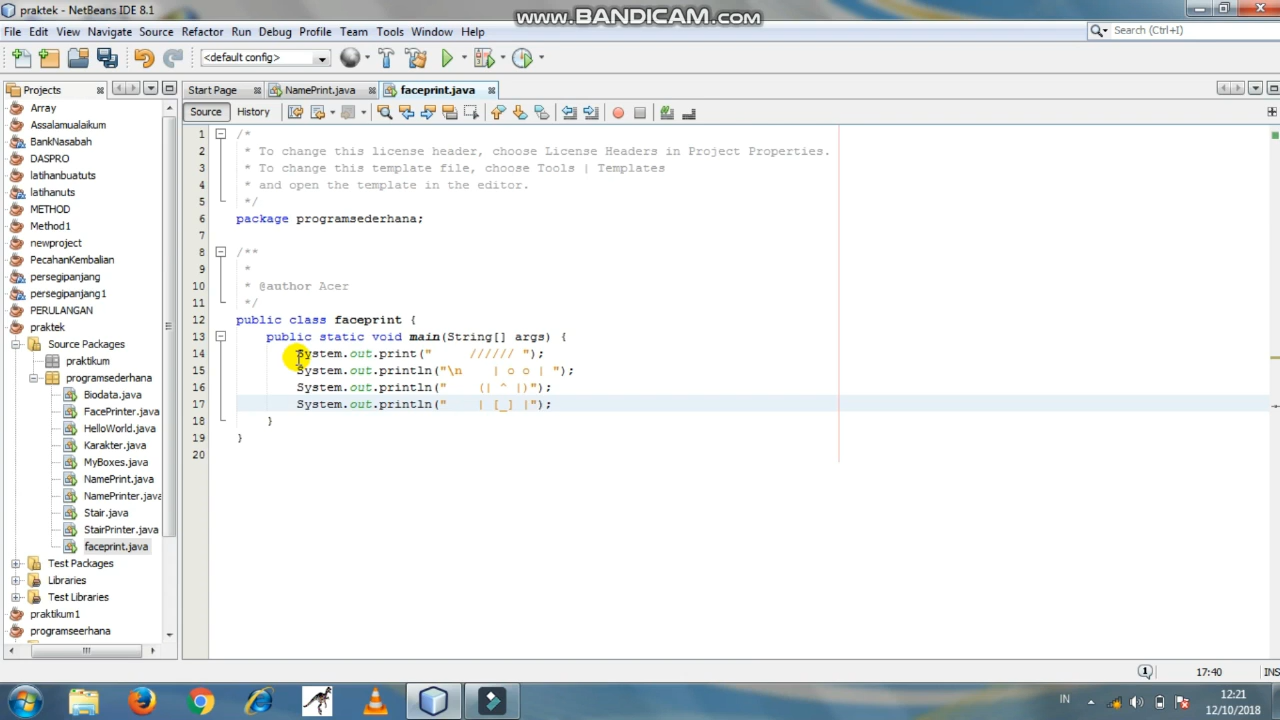 praktek - NetBeans IDE 8.1
www.BANDICAM.com
File Edit View Navigate Source Refactor Run Debug Profile Team Tools Window Help
Search (Ctrl+I)
<default config>
Projects
Start Page
NamePrint.java
faceprint.java
Source
History
Array
Assalamualaikum
BankNasabah
DASPRO
latihanbuatuts
latihanuts
METHOD
Method1
newproject
PecahanKembalian
persegipanjang
persegipanjang1
PERULANGAN
praktek
Source Packages
praktikum
programsederhana
Biodata.java
FacePrinter.java
HelloWorld.java
Karakter.java
MyBoxes.java
NamePrint.java
NamePrinter.java
Stair.java
StairPrinter.java
faceprint.java
Test Packages
Libraries
Test Libraries
praktikum1
programseerhana
1 /*
2 * To change this license header, choose License Headers in Project Properties.
3 * To change this template file, choose Tools | Templates
4 * and open the template in the editor.
5 */
6 package programsederhana;
7
8 /**
9 *
10 * @author Acer
11 */
12 public class faceprint {
13 public static void main(String[] args) {
14 System.out.print("     ////// ");
15 System.out.println("\n    | o o | ");
16 System.out.println("    (| ^ |)");
17 System.out.println("    | [_] |");
18 }
19 }
20
1
17:40
INS
IN
12:21
12/10/2018